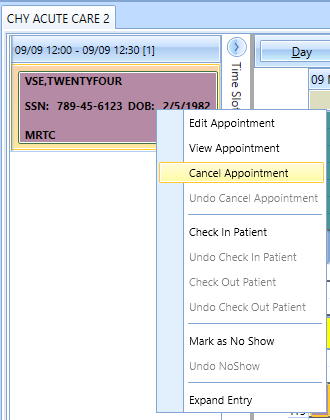 CHY ACUTE CARE 2
09/09 12:00 - 09/09 12:30 [1]
VSE,TWENTYFOUR
SSN: 789-45-6123 DOB: 2/5/1982
MRTC
Time Slo
Day
09 M
Edit Appointment
View Appointment
Cancel Appointment
Undo Cancel Appointment
Check In Patient
Undo Check In Patient
Check Out Patient
Undo Check Out Patient
Mark as No Show
Undo NoShow
Expand Entry